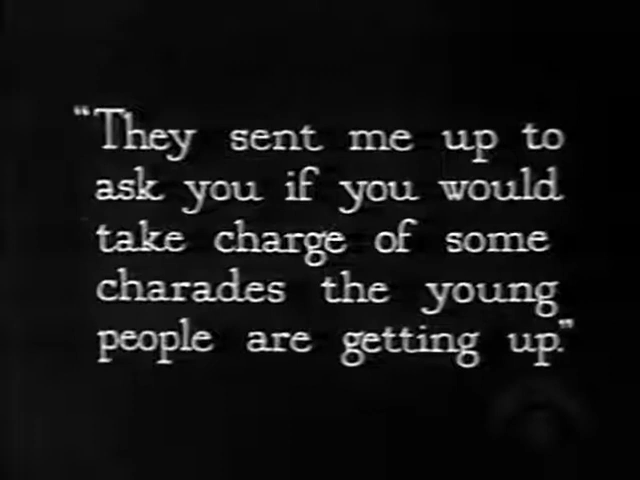 “They sent me up to
ask you if you would
take charge of some
charades the young
people are getting up.”